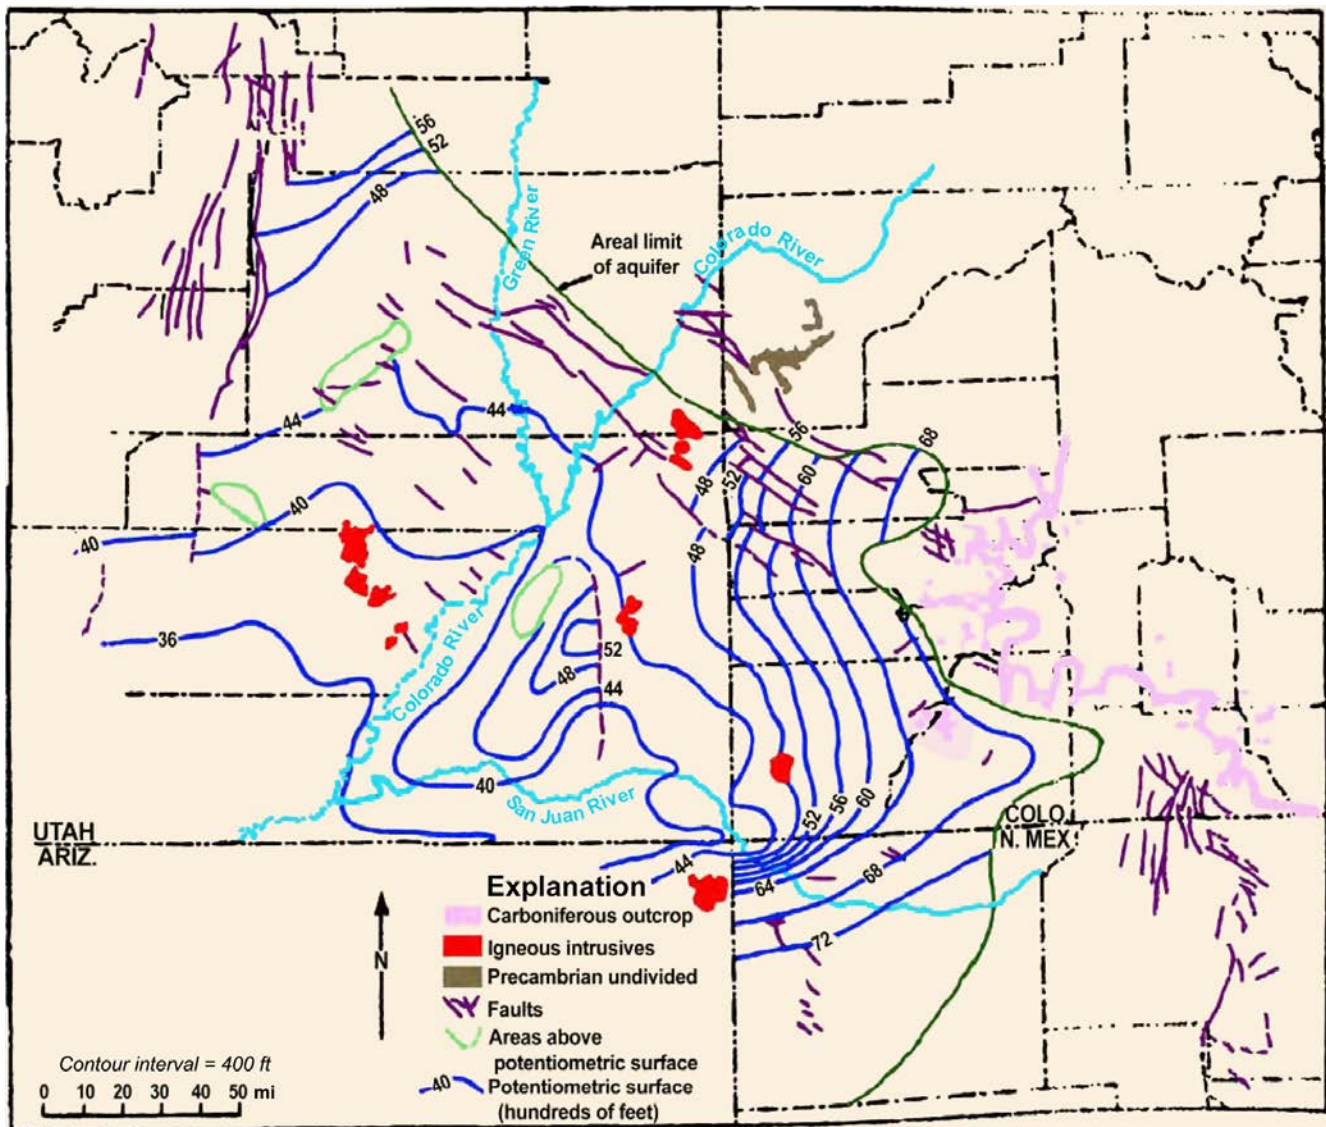 56
52
48
Green River
Areal limit
of aquifer
Colorado River
44
44
56
68
48
52
60
40
40
48
36
52
48
44
Colorado River
40
San Juan River
52
56
60
UTAH
ARIZ.
COLO.
N. MEX
44
64
68
72
Explanation
Carboniferous outcrop
Igneous intrusives
Precambrian undivided
Faults
Areas above
potentiometric surface
40
Potentiometric surface
(hundreds of feet)
N
Contour interval = 400 ft
0 10 20 30 40 50 mi